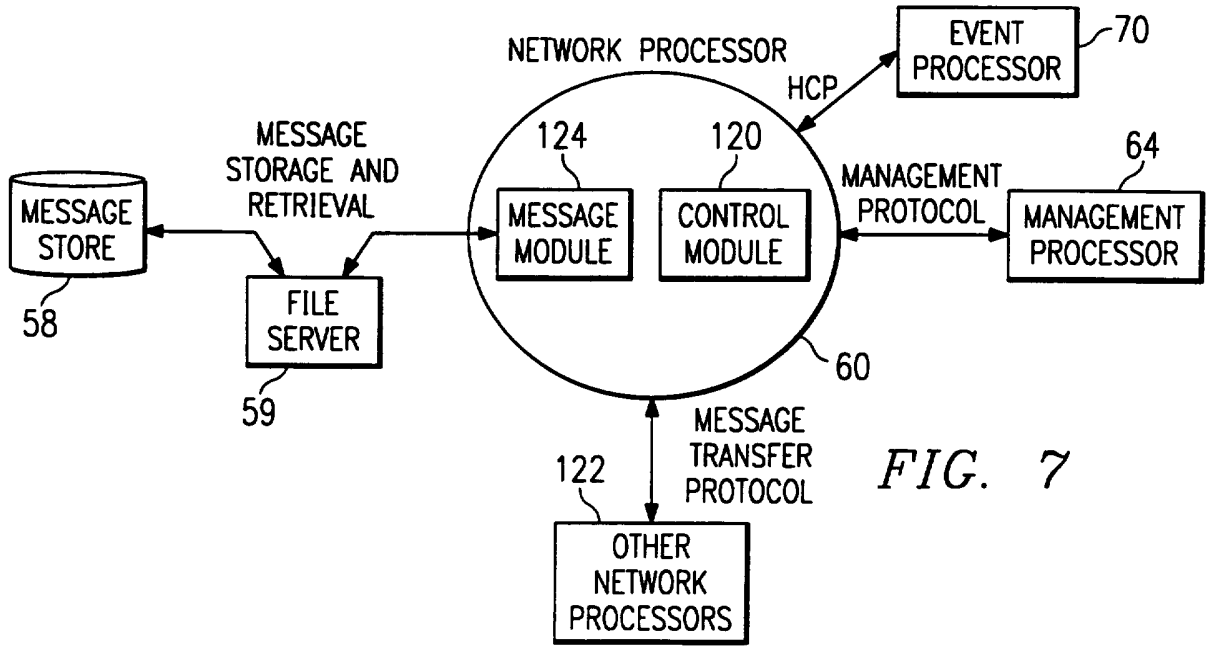 NETWORK PROCESSOR
EVENT
PROCESSOR
70
HCP
MESSAGE
STORAGE AND
RETRIEVAL
124
120
64
MANAGEMENT
PROTOCOL
MESSAGE
STORE
MESSAGE
MODULE
CONTROL
MODULE
MANAGEMENT
PROCESSOR
58
FILE
SERVER
59
60
MESSAGE
TRANSFER
PROTOCOL
122
FIG. 7
OTHER
NETWORK
PROCESSORS